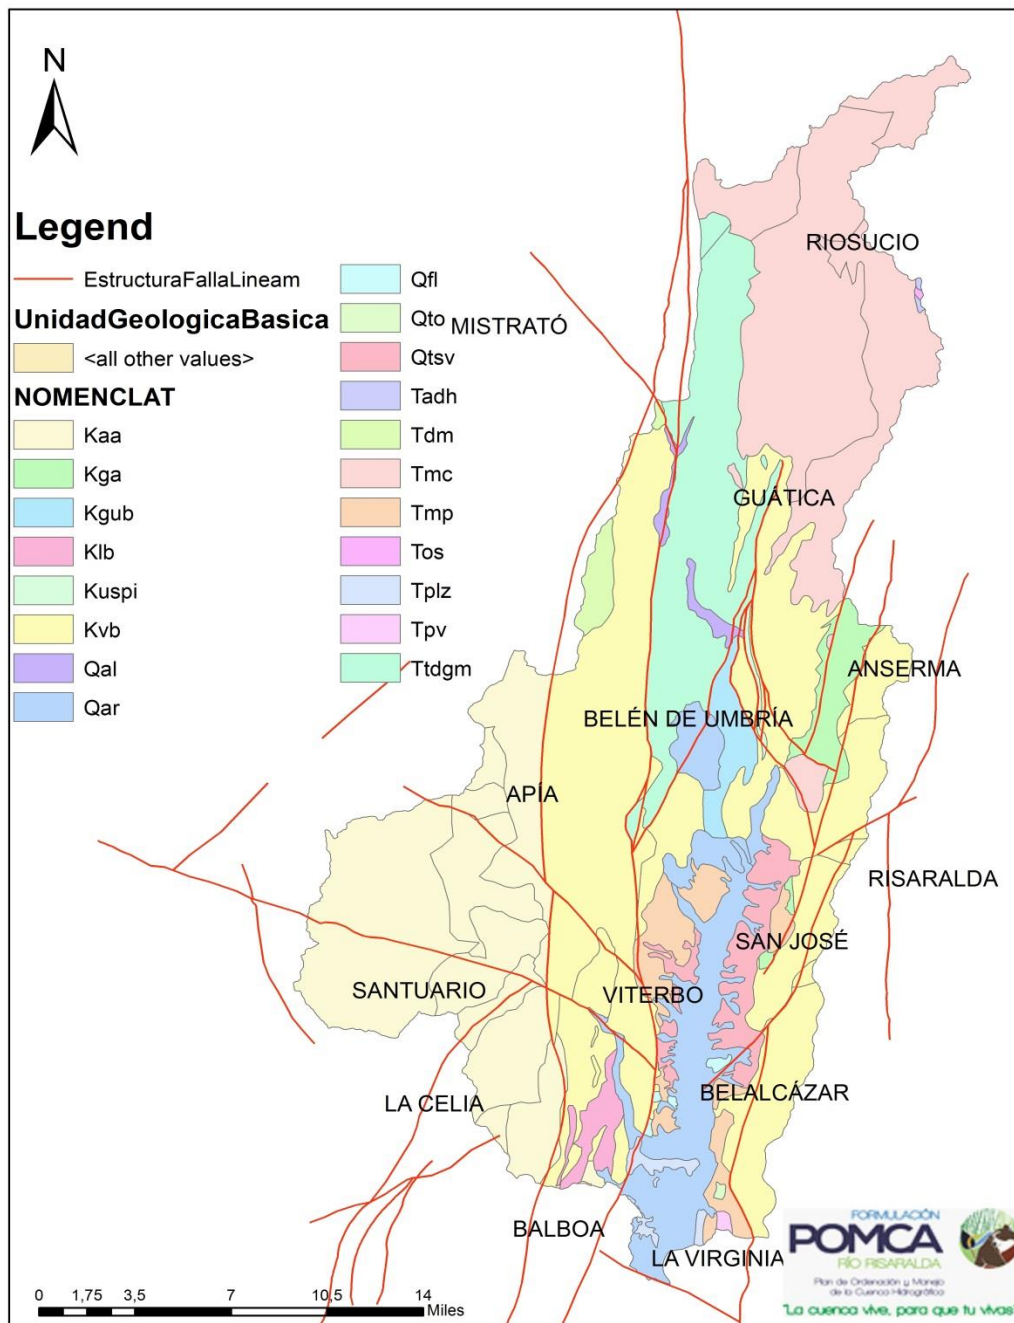 N
Legend
EstructuraFallaLineam
UnidadGeologicaBasica
<all other values>
NOMENCLAT
Kaa
Kga
Kgub
Klb
Kuspi
Kvb
Qal
Qar
Qfl
Qto
Qtsv
Tadh
Tdm
Tmc
Tmp
Tos
Tplz
Tpv
Ttdgm
RIOSUCIO
MISTRATÓ
GUÁTICA
ANSERMA
BELÉN DE UMBRÍA
APÍA
RISARALDA
SAN JOSÉ
SANTUARIO
VITERBO
BELALCÁZAR
LA CELIA
BALBOA
LA VIRGINIA
0 1,75 3,5 7 10,5 14
Miles
FORMULACIÓN
POMCA
RÍO RISARALDA
Plan de Ordenación y Manejo
de la Cuenca Hidrográfica
"La cuenca vive, para que tu vivas"